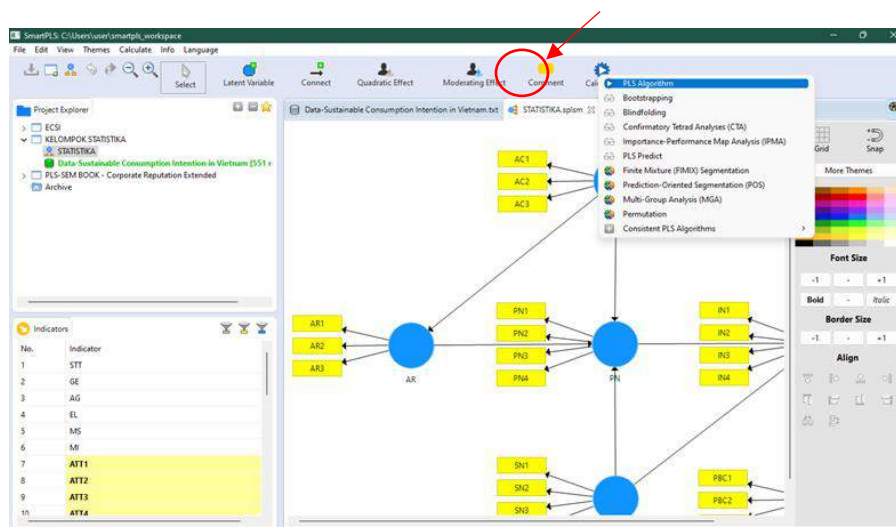 SmartPLS: C:\Users\user\smartpls_workspace
File Edit View Themes Calculate Info Language
Select Latent Variable Connect Quadratic Effect Moderating Effect Comment
Project Explorer
ECSI
KELOMPOK STATISTIKA
STATISTIKA
Data-Sustainable Consumption Intention in Vietnam [551 r
PLS-SEM BOOK - Corporate Reputation Extended
Archive
Indicators
No. Indicator
1 STT
2 GE
3 AG
4 EL
5 MS
6 MI
7 ATT1
8 ATT2
9 ATT3
10 ATT4
Data-Sustainable Consumption Intention in Vietnam.txt STATISTIKA.splsm
AC1
AC2
AC3
AR1
AR2
AR3
AR
PN1
PN2
PN3
PN4
PN
IN1
IN2
IN3
IN4
SN1
SN2
SN3
PBC1
PBC2
PLS Algorithm
Bootstrapping
Blindfolding
Confirmatory Tetrad Analyses (CTA)
Importance-Performance Map Analysis (IPMA)
PLS Predict
Finite Mixture (FIMIX) Segmentation
Prediction-Oriented Segmentation (POS)
Multi-Group Analysis (MGA)
Permutation
Consistent PLS Algorithms
Grid Snap
More Themes
Font Size
-1 - +1
Bold - Italic
Border Size
-1 - +1
Align